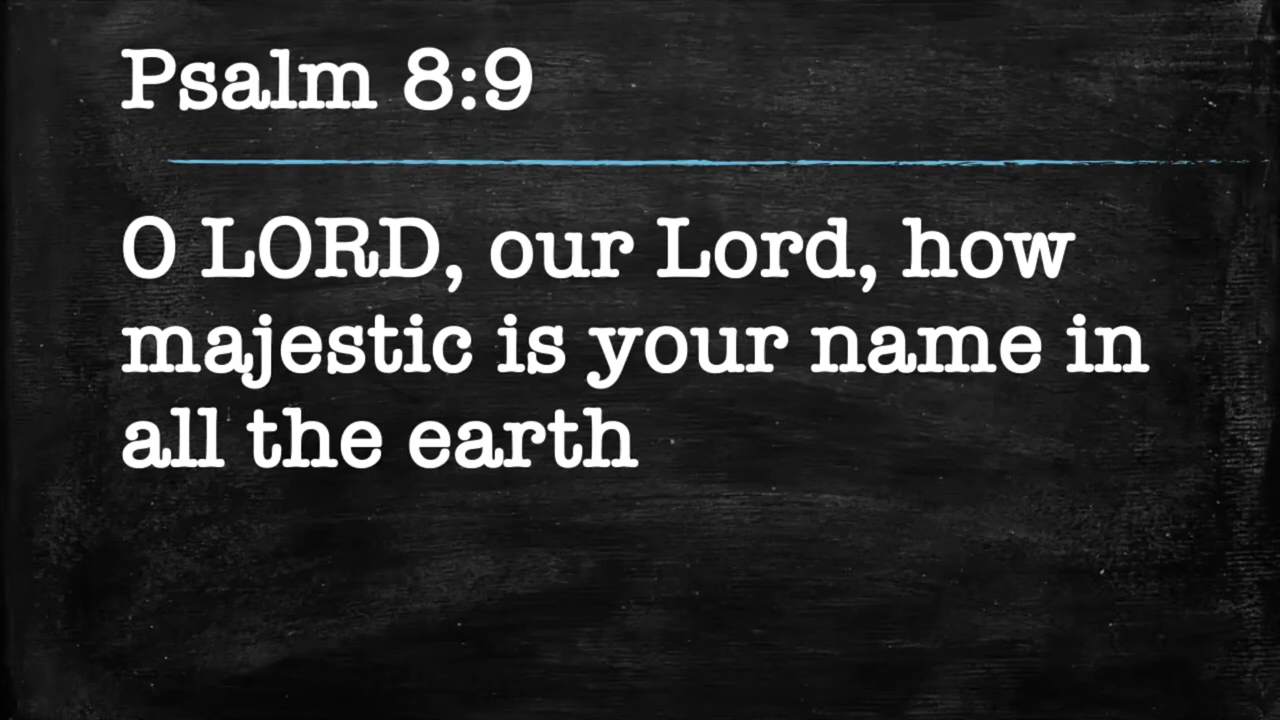 Psalm 8:9
O LORD, our Lord, how
majestic is your name in
all the earth